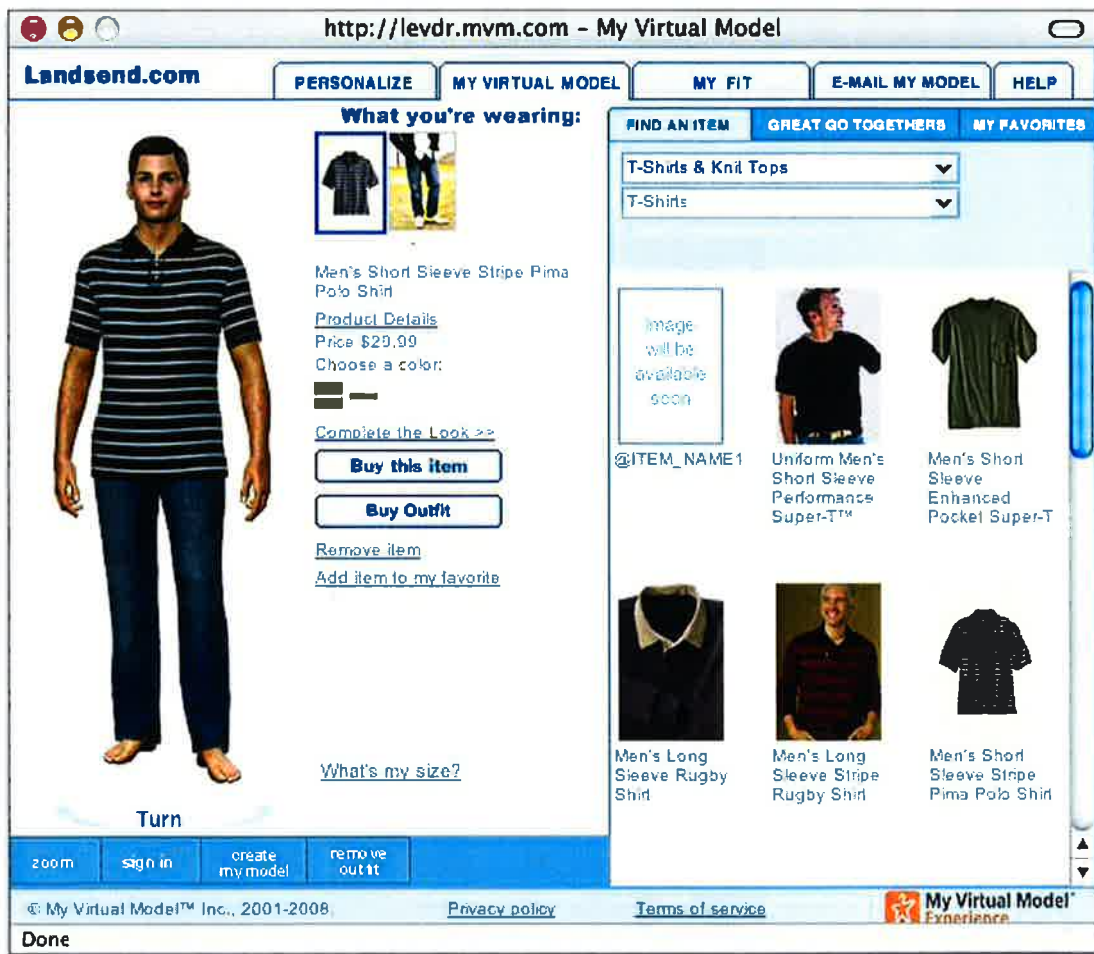 http://levdr.mvm.com – My Virtual Model
Landsend.com
PERSONALIZE
MY VIRTUAL MODEL
MY FIT
E-MAIL MY MODEL
HELP
What you're wearing:
Men's Short Sleeve Stripe Pima
Polo Shirt
Product Details
Price $29.99
Choose a color:
Complete the Look >>
Buy this item
Buy Outfit
Remove item
Add item to my favorite
What's my size?
Turn
zoom
sign in
create
my model
remove
outfit
FIND AN ITEM
GREAT GO TOGETHERS
MY FAVORITES
T-Shirts & Knit Tops
T-Shirts
Image
will be
available
soon
@ITEM_NAME1
Uniform Men's
Short Sleeve
Performance
Super-T™
Men's Short
Sleeve
Enhanced
Pocket Super-T
Men's Long
Sleeve Rugby
Shirt
Men's Long
Sleeve Stripe
Rugby Shirt
Men's Short
Sleeve Stripe
Pima Polo Shirt
© My Virtual Model™ Inc., 2001-2008.
Privacy policy
Terms of service
My Virtual Model
Experience
Done